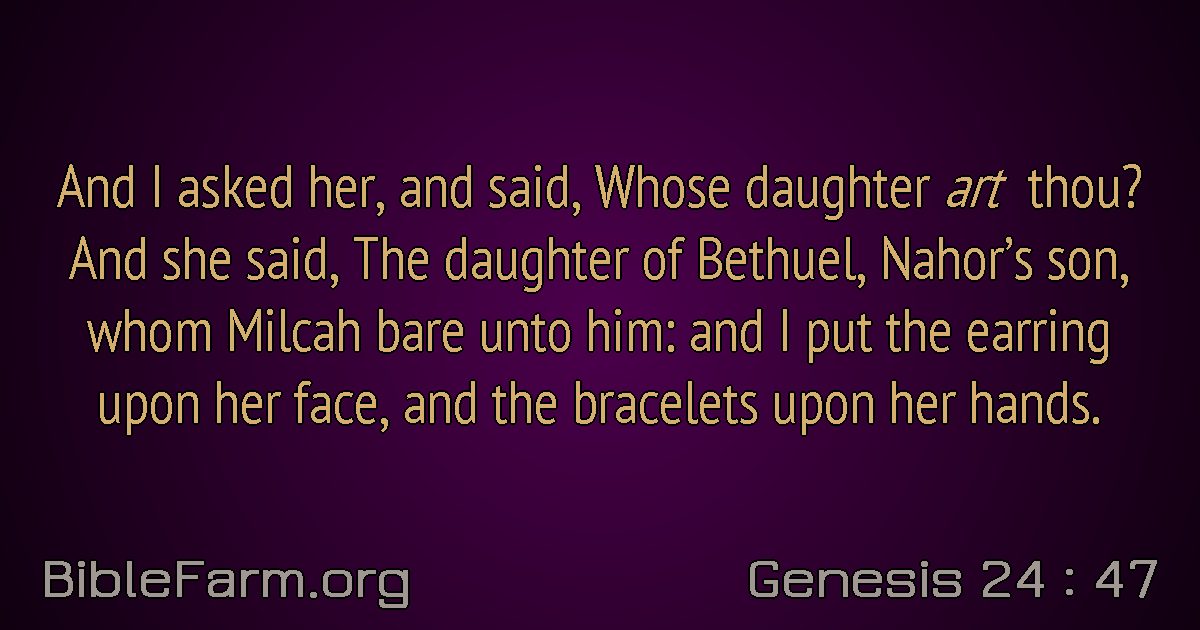 And I asked her, and said, Whose daughter art thou?
And she said, The daughter of Bethuel, Nahor’s son,
whom Milcah bare unto him: and I put the earring
upon her face, and the bracelets upon her hands.
BibleFarm.org
Genesis 24 : 47